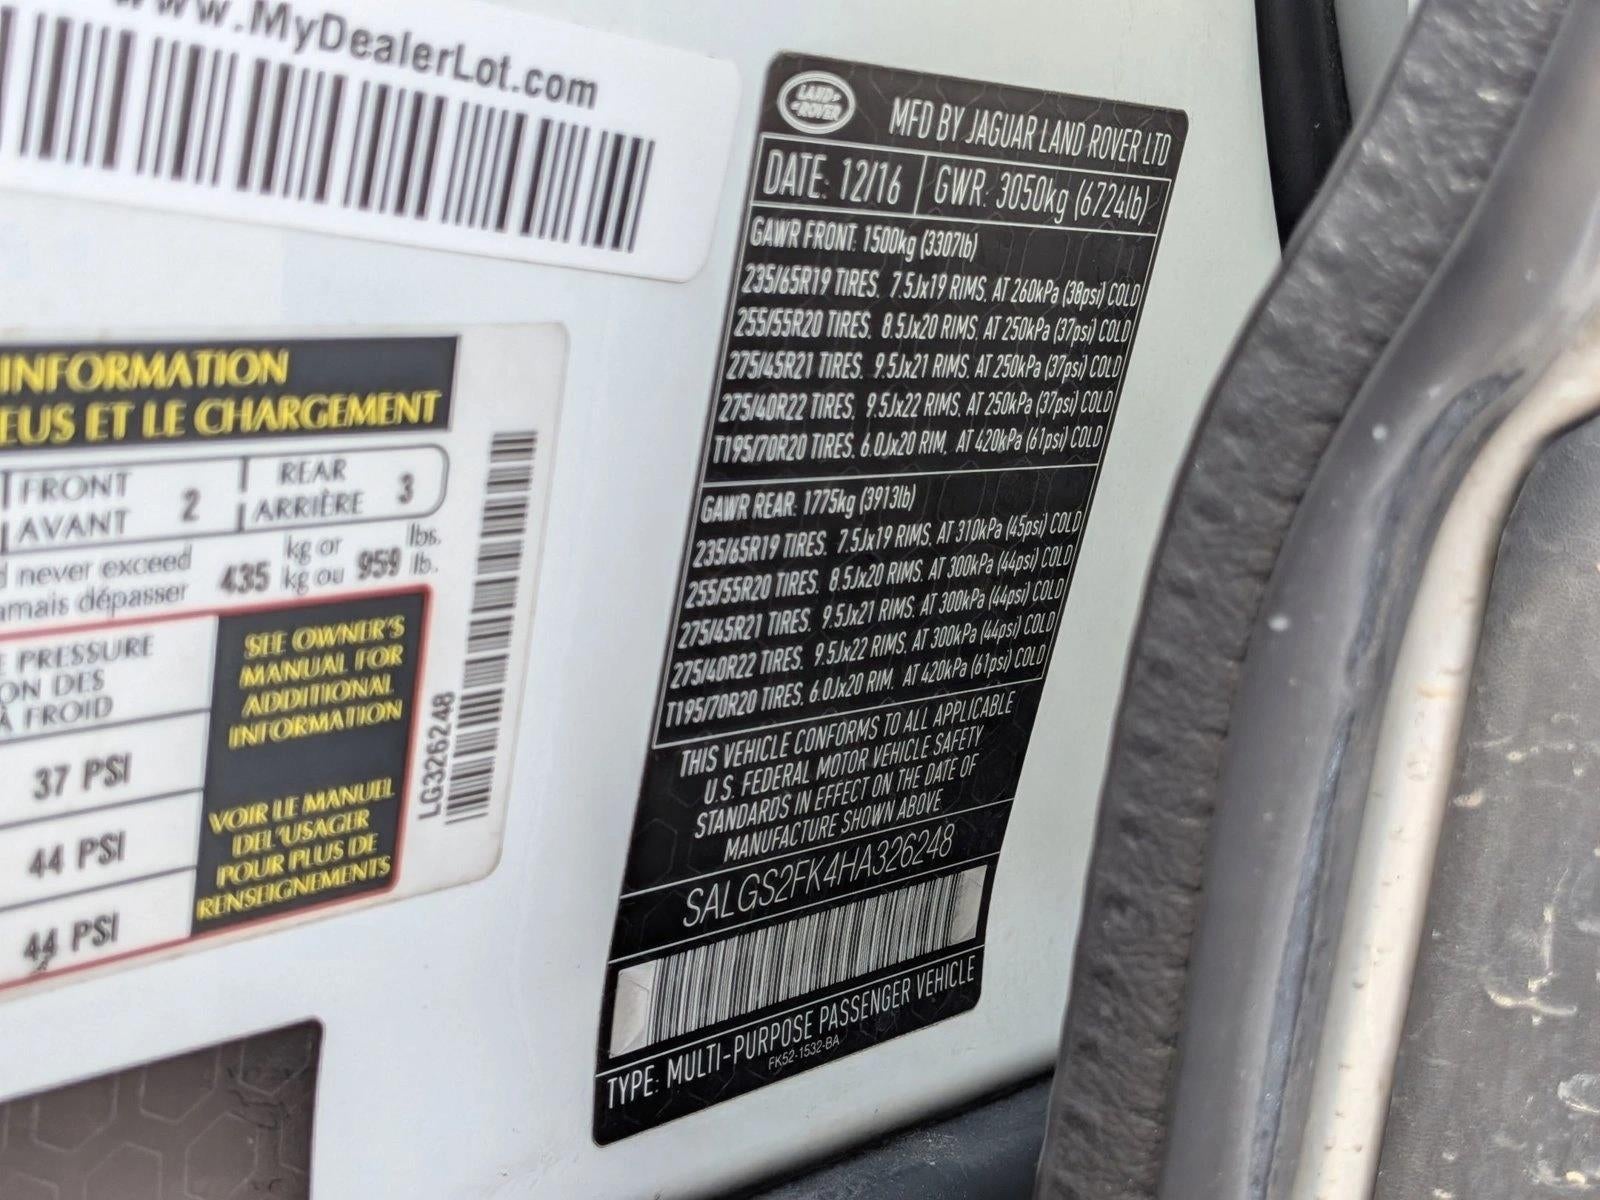 www.MyDealerLot.com
INFORMATION
EUS ET LE CHARGEMENT
FRONT 2 REAR 3
AVANT ARRIÈRE
never exceed 435 kg or 959 lbs.
jamais dépasser kg ou lb.
PRESSURE
ON DES
À FROID
37 PSI
44 PSI
44 PSI
SEE OWNER'S
MANUAL FOR
ADDITIONAL
INFORMATION
VOIR LE MANUEL
DEL'USAGER
POUR PLUS DE
RENSEIGNEMENTS
LG326248
LAND ROVER
MFD BY JAGUAR LAND ROVER LTD
DATE: 12/16 GWR: 3050kg (6724lb)
GAWR FRONT: 1500kg (3307lb)
235/65R19 TIRES, 7.5Jx19 RIMS, AT 260kPa (38psi) COLD
255/55R20 TIRES, 8.5Jx20 RIMS, AT 250kPa (37psi) COLD
275/45R21 TIRES, 9.5Jx21 RIMS, AT 250kPa (37psi) COLD
275/40R22 TIRES, 9.5Jx22 RIMS, AT 250kPa (37psi) COLD
T195/70R20 TIRES, 6.0Jx20 RIM, AT 420kPa (61psi) COLD
GAWR REAR: 1775kg (3913lb)
235/65R19 TIRES, 7.5Jx19 RIMS, AT 310kPa (45psi) COLD
255/55R20 TIRES, 8.5Jx20 RIMS, AT 300kPa (44psi) COLD
275/45R21 TIRES, 9.5Jx21 RIMS, AT 300kPa (44psi) COLD
275/40R22 TIRES, 9.5Jx22 RIMS, AT 300kPa (44psi) COLD
T195/70R20 TIRES, 6.0Jx20 RIM, AT 420kPa (61psi) COLD
THIS VEHICLE CONFORMS TO ALL APPLICABLE
U.S. FEDERAL MOTOR VEHICLE SAFETY
STANDARDS IN EFFECT ON THE DATE OF
MANUFACTURE SHOWN ABOVE
SALGS2FK4HA326248
TYPE: MULTI-PURPOSE PASSENGER VEHICLE
FK52-1532-BA